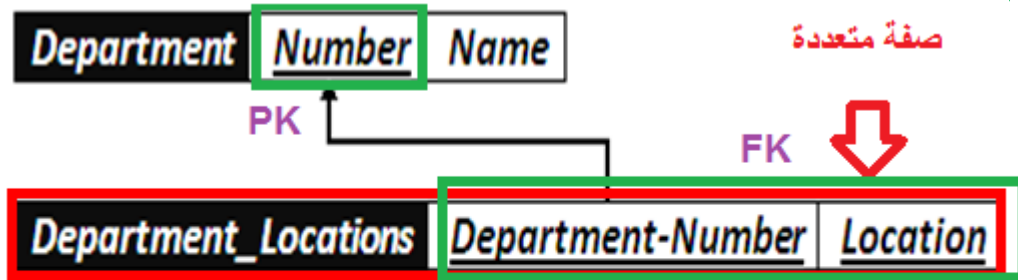 Department Number Name
صفة متعددة
PK
FK
Department_Locations Department-Number Location